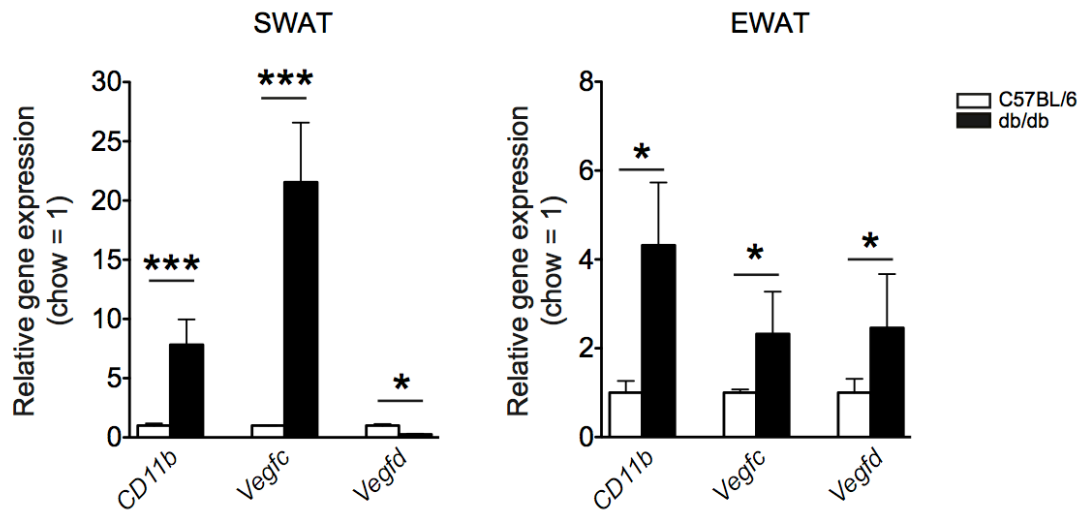 SWAT
Relative gene expression
(chow = 1)
30
25
20
15
10
5
0
***
***
*
CD11b
Vegfc
Vegfd
EWAT
Relative gene expression
(chow = 1)
8
6
4
2
0
*
*
*
CD11b
Vegfc
Vegfd
C57BL/6
db/db